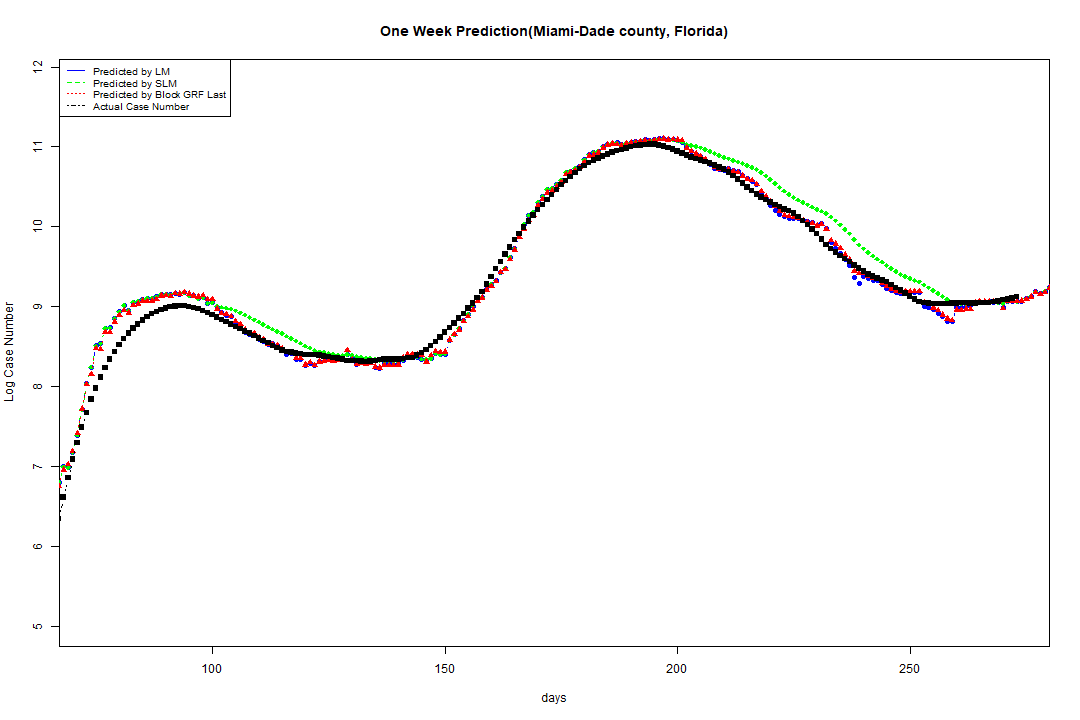 One Week Prediction(Miami-Dade county, Florida)
Predicted by LM
Predicted by SLM
Predicted by Block GRF Last
Actual Case Number
12
11
10
9
8
7
6
5
Log Case Number
100
150
200
250
days